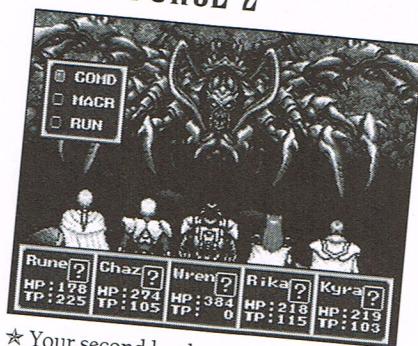 COMD
MACR
RUN
Rune ? Chaz ? Wren ? Rika ? Kyra ?
HP:178 HP:274 HP:384 HP:218 HP:219
TP:225 TP:105 TP: 0 TP:115 TP:103
★ Your second